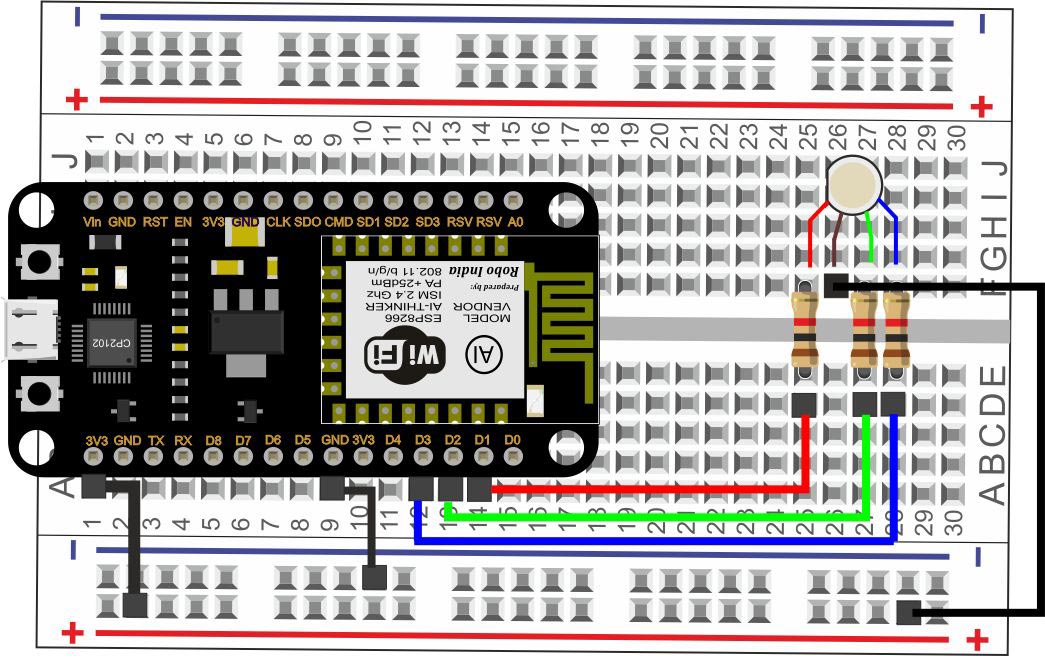 - -
+ +
1 2 3 4 5 6 7 8 9 10 11 12 13 14 15 16 17 18 19 20 21 22 23 24 25 26 27 28 29 30
J J
I
H
G
F
Vin GND RST EN 3V3 GND CLK SDO CMD SD1 SD2 SD3 RSV RSV A0
CP2102
MODEL ESP8266
VENDOR AI-THINKER
ISM 2.4 Ghz
PA +25dBm
802.11 b/g/n
Prepared by:
Robo India
Wi Fi
AI
3V3 GND TX RX D8 D7 D6 D5 GND 3V3 D4 D3 D2 D1 D0
E
D
C
B
A A
1 2 3 4 5 6 7 8 9 10 11 12 13 14 15 16 17 18 19 20 21 22 23 24 25 26 27 28 29 30
- -
+ +